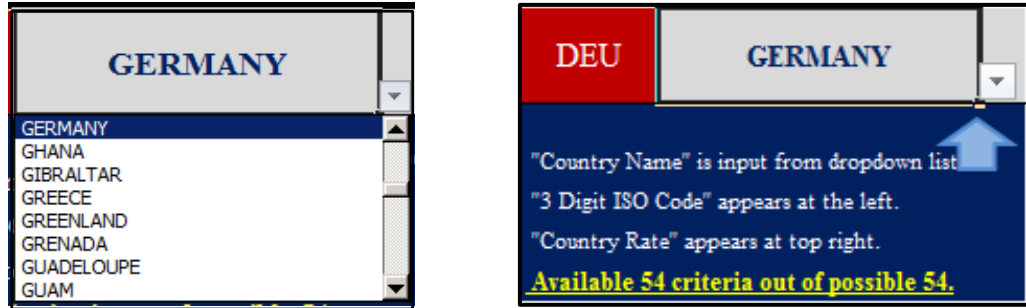 GERMANY
GERMANY
GHANA
GIBRALTAR
GREECE
GREENLAND
GRENADA
GUADELOUPE
GUAM
DEU GERMANY
"Country Name" is input from dropdown list
"3 Digit ISO Code" appears at the left.
"Country Rate" appears at top right.
Available 54 criteria out of possible 54.